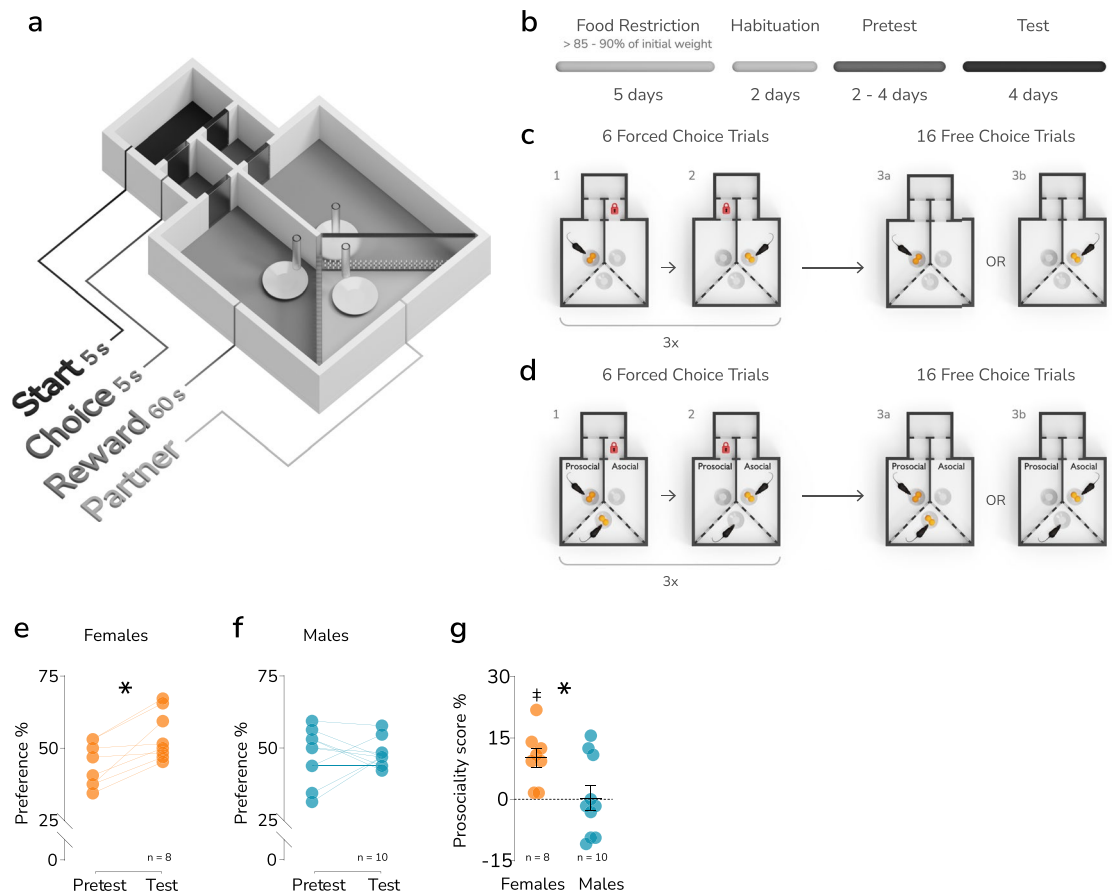 a
Start 5 s
Choice 5 s
Reward 60 s
Partner
b
Food Restriction
> 85 - 90% of initial weight
5 days
Habituation
2 days
Pretest
2 - 4 days
Test
4 days
c
6 Forced Choice Trials
16 Free Choice Trials
1
2
3a
3b
OR
3x
d
6 Forced Choice Trials
16 Free Choice Trials
1
2
3a
3b
Prosocial Asocial
Prosocial Asocial
Prosocial Asocial
Prosocial Asocial
OR
3x
e
Females
Preference %
75
*
50
25
0
n = 8
Pretest Test
f
Males
Preference %
75
50
25
0
n = 10
Pretest Test
g
Prosociality score %
30
‡ *
15
0
-15
n = 8 n = 10
Females Males